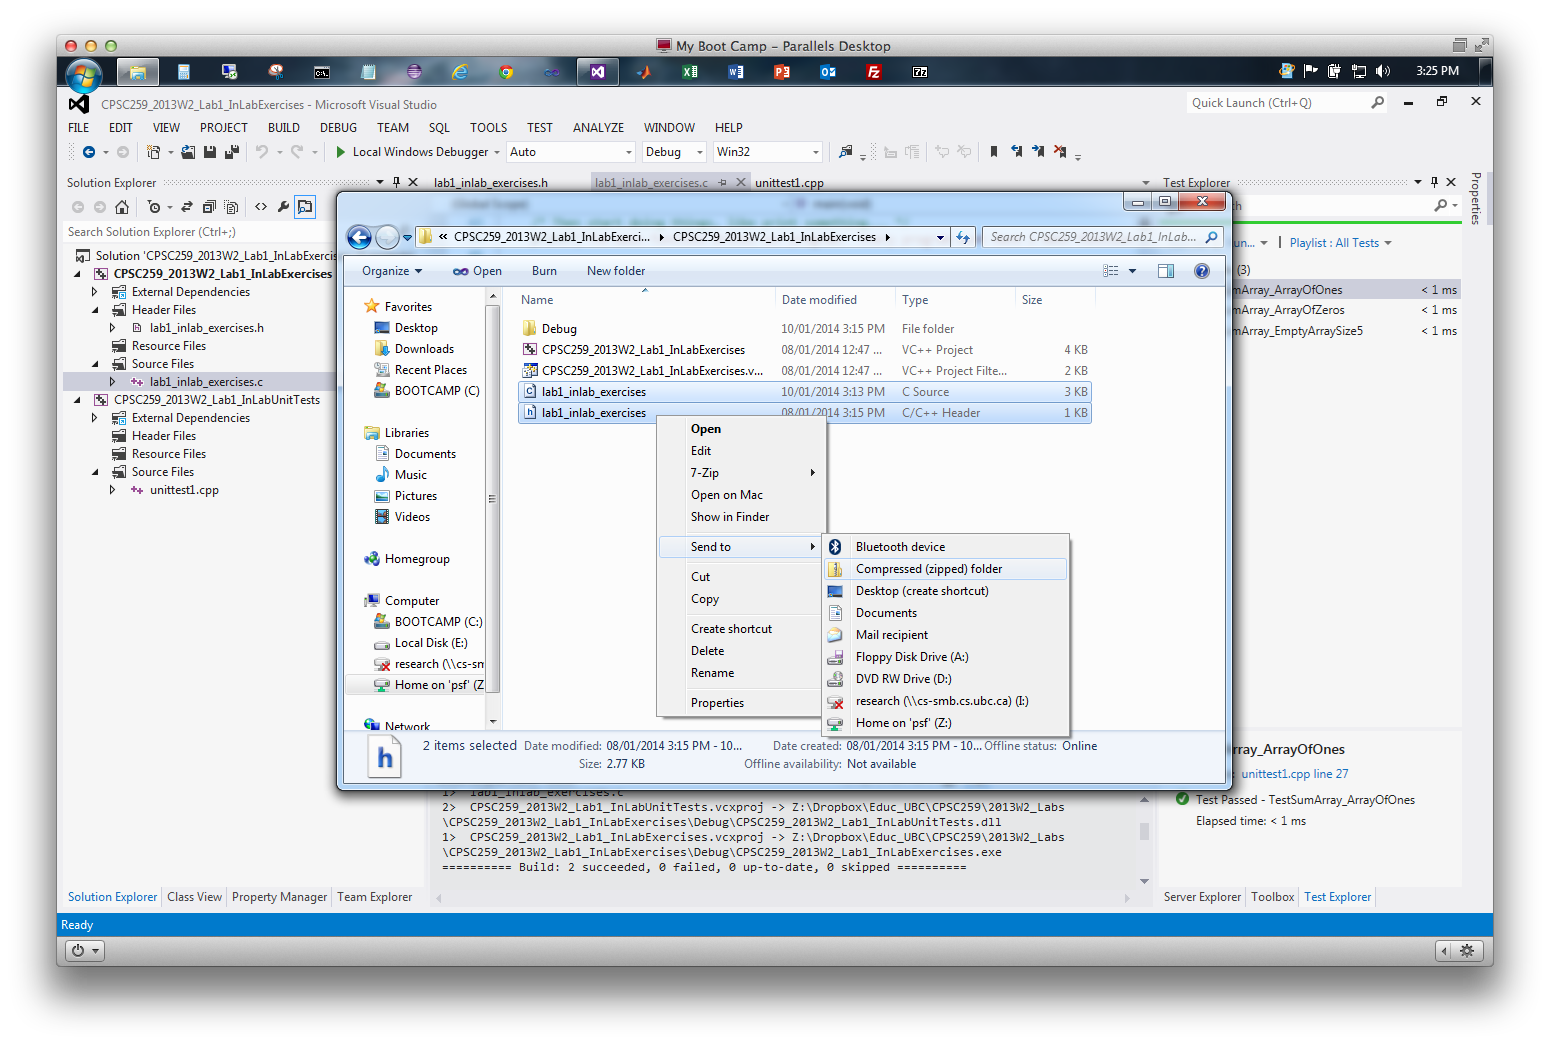 My Boot Camp – Parallels Desktop
3:25 PM
CPSC259_2013W2_Lab1_InLabExercises - Microsoft Visual Studio
Quick Launch (Ctrl+Q)
FILE EDIT VIEW PROJECT BUILD DEBUG TEAM SQL TOOLS TEST ANALYZE WINDOW HELP
Local Windows Debugger Auto Debug Win32
Solution Explorer
lab1_inlab_exercises.h lab1_inlab_exercises.c unittest1.cpp
Test Explorer
Properties
Search Solution Explorer (Ctrl+;)
Solution 'CPSC259_2013W2_Lab1_InLabExercis
CPSC259_2013W2_Lab1_InLabExercises
External Dependencies
Header Files
lab1_inlab_exercises.h
Resource Files
Source Files
lab1_inlab_exercises.c
CPSC259_2013W2_Lab1_InLabUnitTests
External Dependencies
Header Files
Resource Files
Source Files
unittest1.cpp
« CPSC259_2013W2_Lab1_InLabExerci... CPSC259_2013W2_Lab1_InLabExercises
Search CPSC259_2013W2_Lab1_InLab...
Organize Open Burn New folder
Favorites
Desktop
Downloads
Recent Places
BOOTCAMP (C)
Libraries
Documents
Music
Pictures
Videos
Homegroup
Computer
BOOTCAMP (C:)
Local Disk (E:)
research (\\cs-sm
Home on 'psf' (Z
Network
Name Date modified Type Size
Debug 10/01/2014 3:15 PM File folder
CPSC259_2013W2_Lab1_InLabExercises 08/01/2014 12:47 ... VC++ Project 4 KB
CPSC259_2013W2_Lab1_InLabExercises.v... 08/01/2014 12:47 ... VC++ Project Filte... 2 KB
lab1_inlab_exercises 10/01/2014 3:13 PM C Source 3 KB
lab1_inlab_exercises 08/01/2014 3:15 PM C/C++ Header 1 KB
Open
Edit
7-Zip
Open on Mac
Show in Finder
Send to
Cut
Copy
Create shortcut
Delete
Rename
Properties
Bluetooth device
Compressed (zipped) folder
Desktop (create shortcut)
Documents
Mail recipient
Floppy Disk Drive (A:)
DVD RW Drive (D:)
research (\\cs-smb.cs.ubc.ca) (I:)
Home on 'psf' (Z:)
2 items selected Date modified: 08/01/2014 3:15 PM - 10... Date created: 08/01/2014 3:15 PM - 10... Offline status: Online
Size: 2.77 KB Offline availability: Not available
un... Playlist : All Tests
(3)
mArray_ArrayOfOnes < 1 ms
umArray_ArrayOfZeros < 1 ms
mArray_EmptyArraySize5 < 1 ms
rray_ArrayOfOnes
unittest1.cpp line 27
Test Passed - TestSumArray_ArrayOfOnes
Elapsed time: < 1 ms
1> lab1_inlab_exercises.c
2> CPSC259_2013W2_Lab1_InLabUnitTests.vcxproj -> Z:\Dropbox\Educ_UBC\CPSC259\2013W2_Labs
\CPSC259_2013W2_Lab1_InLabExercises\Debug\CPSC259_2013W2_Lab1_InLabUnitTests.dll
1> CPSC259_2013W2_Lab1_InLabExercises.vcxproj -> Z:\Dropbox\Educ_UBC\CPSC259\2013W2_Labs
\CPSC259_2013W2_Lab1_InLabExercises\Debug\CPSC259_2013W2_Lab1_InLabExercises.exe
========== Build: 2 succeeded, 0 failed, 0 up-to-date, 0 skipped ==========
Solution Explorer Class View Property Manager Team Explorer
Server Explorer Toolbox Test Explorer
Ready